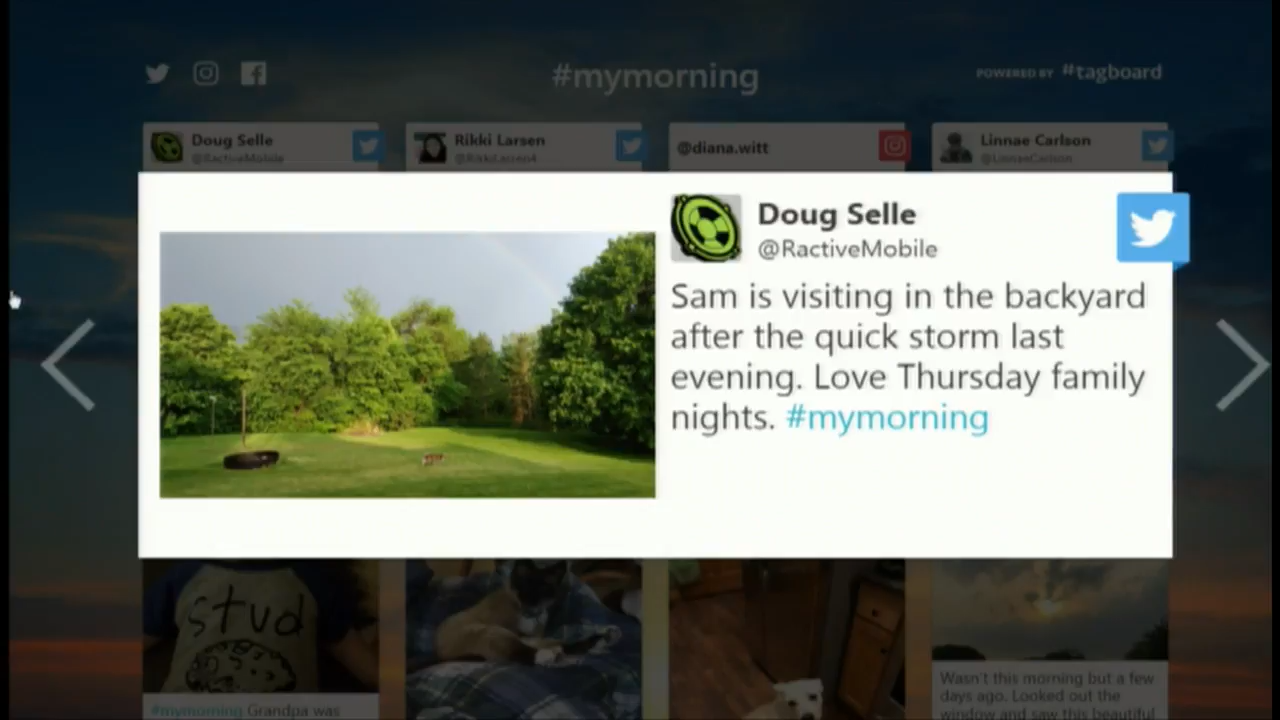 #mymorning
POWERED BY #tagboard
Doug Selle
@RactiveMobile
Rikki Larsen
@RikkiLarsen4
@diana.witt
Linnae Carlson
@LinnaeCarlson
Doug Selle
@RactiveMobile
Sam is visiting in the backyard
after the quick storm last
evening. Love Thursday family
nights. #mymorning
stud
#mymorning Grandpa was
Wasn't this morning but a few
days ago. Looked out the
window and saw this beautiful